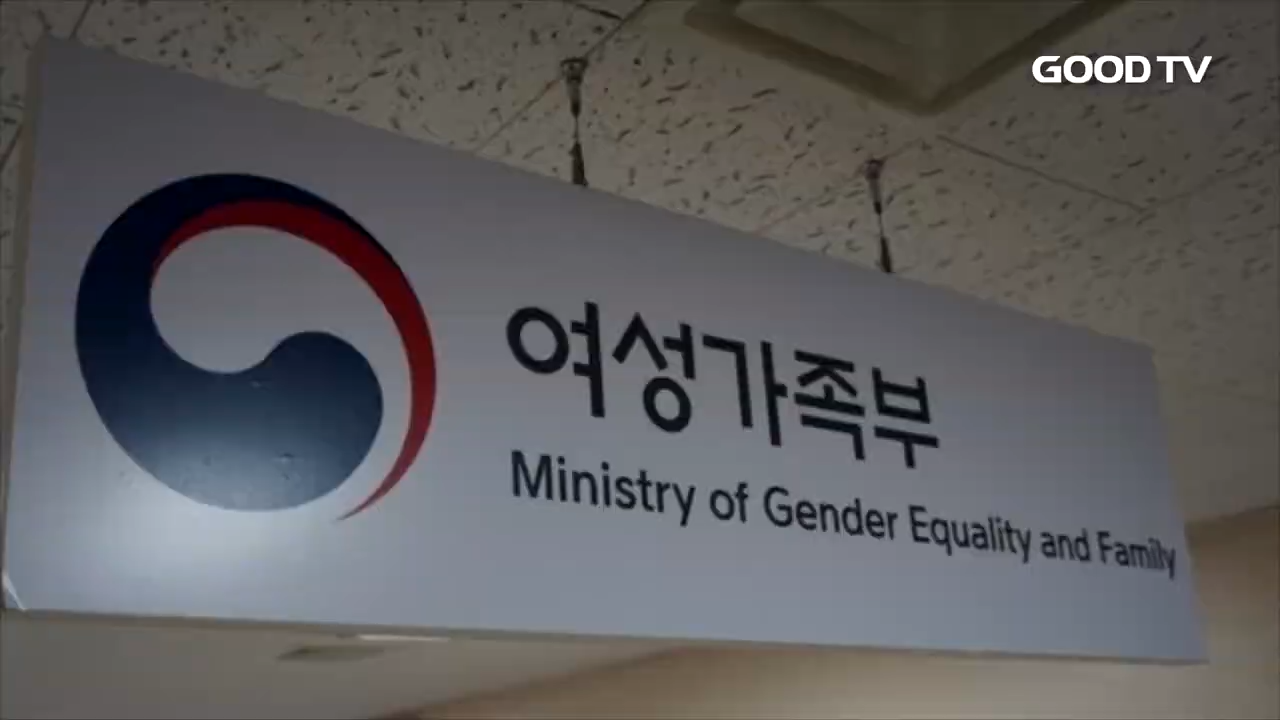 GOOD TV
여성가족부
Ministry of Gender Equality and Family